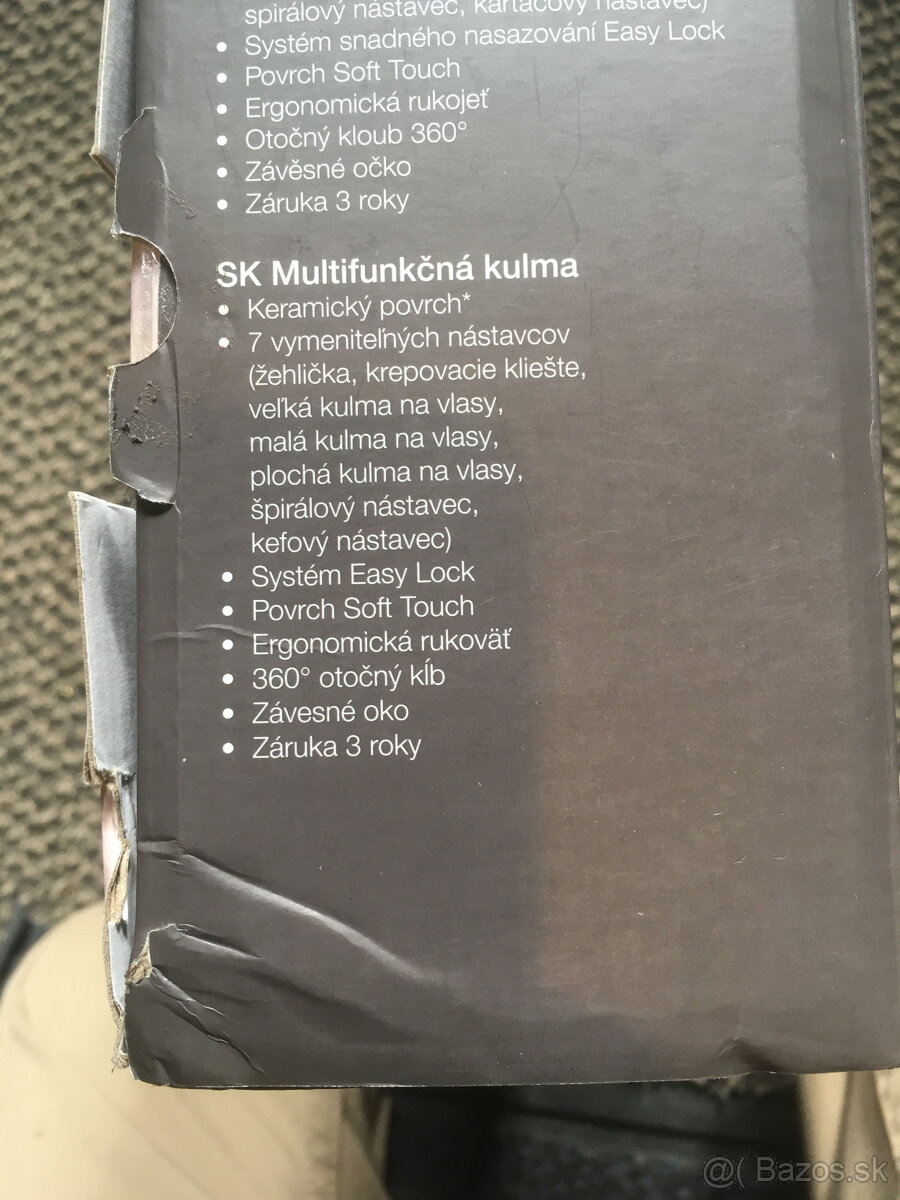 spirálový nástavec, kartáčový nástavec)
• Systém snadného nasazování Easy Lock
• Povrch Soft Touch
• Ergonomická rukojeť
• Otočný kloub 360°
• Závěsné očko
• Záruka 3 roky
SK Multifunkčná kulma
• Keramický povrch*
• 7 vymeniteľných nástavcov
(žehlička, krepovacie kliešte,
veľká kulma na vlasy,
malá kulma na vlasy,
plochá kulma na vlasy,
špirálový nástavec,
kefový nástavec)
• Systém Easy Lock
• Povrch Soft Touch
• Ergonomická rukoväť
• 360° otočný kĺb
• Závesné oko
• Záruka 3 roky
@( Bazos.sk